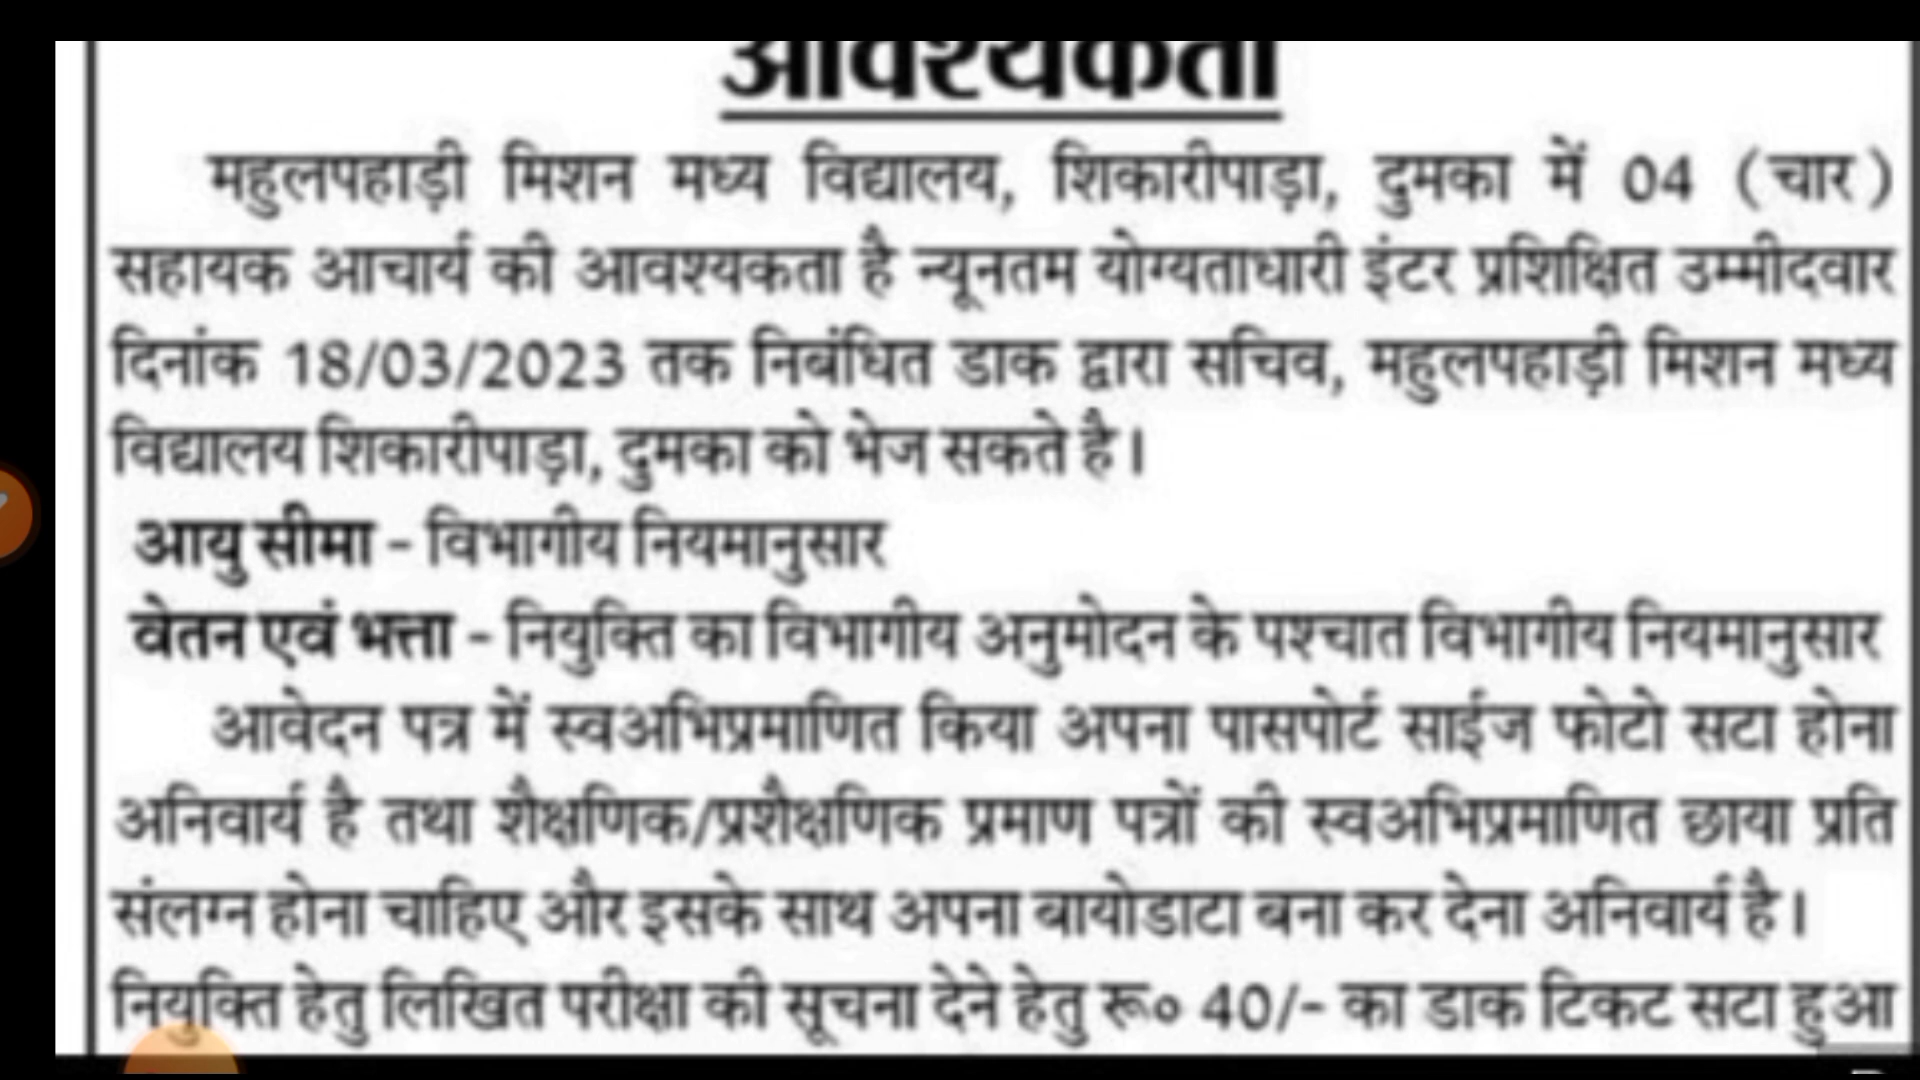 आवश्यकता
महुलपहाड़ी मिशन मध्य विद्यालय, शिकारीपाड़ा, दुमका में 04 (चार)
सहायक आचार्य की आवश्यकता है न्यूनतम योग्यताधारी इंटर प्रशिक्षित उम्मीदवार
दिनांक 18/03/2023 तक निबंधित डाक द्वारा सचिव, महुलपहाड़ी मिशन मध्य
विद्यालय शिकारीपाड़ा, दुमका को भेज सकते है।
आयु सीमा - विभागीय नियमानुसार
वेतन एवं भत्ता - नियुक्ति का विभागीय अनुमोदन के पश्चात विभागीय नियमानुसार
आवेदन पत्र में स्वअभिप्रमाणित किया अपना पासपोर्ट साईज फोटो सटा होना
अनिवार्य है तथा शैक्षणिक/प्रशैक्षणिक प्रमाण पत्रों की स्वअभिप्रमाणित छाया प्रति
संलग्न होना चाहिए और इसके साथ अपना बायोडाटा बना कर देना अनिवार्य है।
नियुक्ति हेतु लिखित परीक्षा की सूचना देने हेतु रू० 40/- का डाक टिकट सटा हुआ